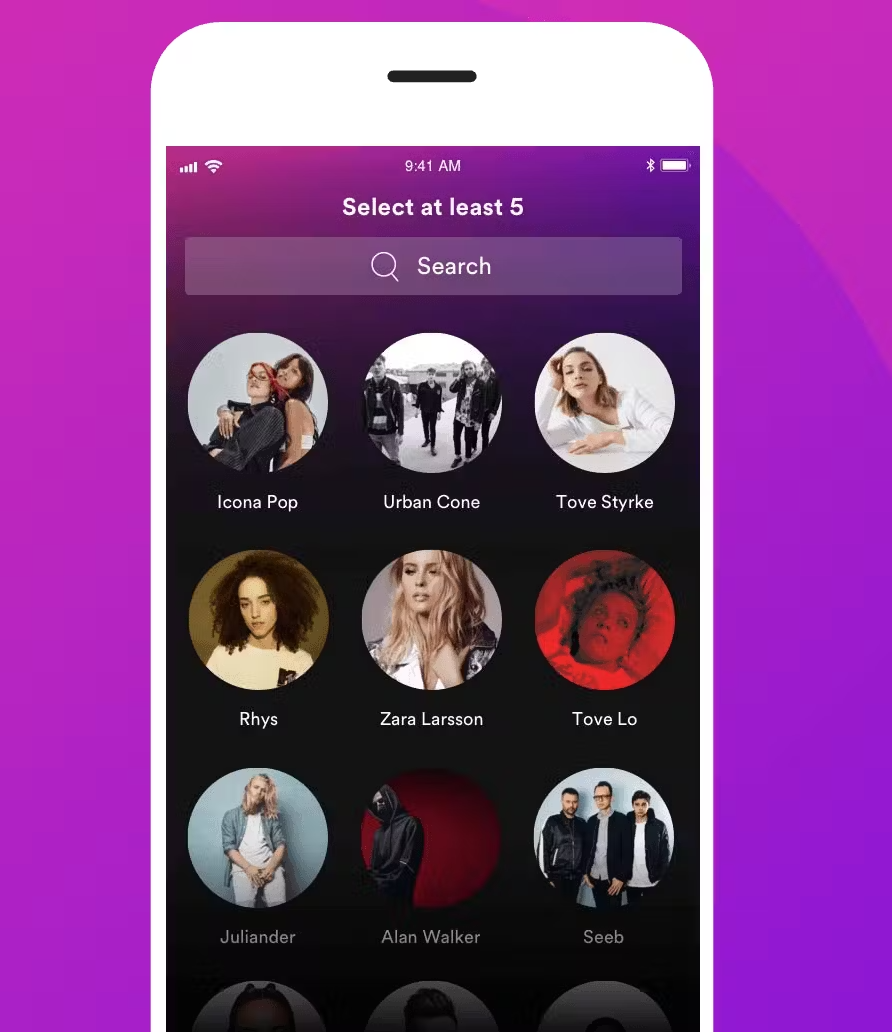 9:41 AM
Select at least 5
Search
Icona Pop
Urban Cone
Tove Styrke
Rhys
Zara Larsson
Tove Lo
Juliander
Alan Walker
Seeb